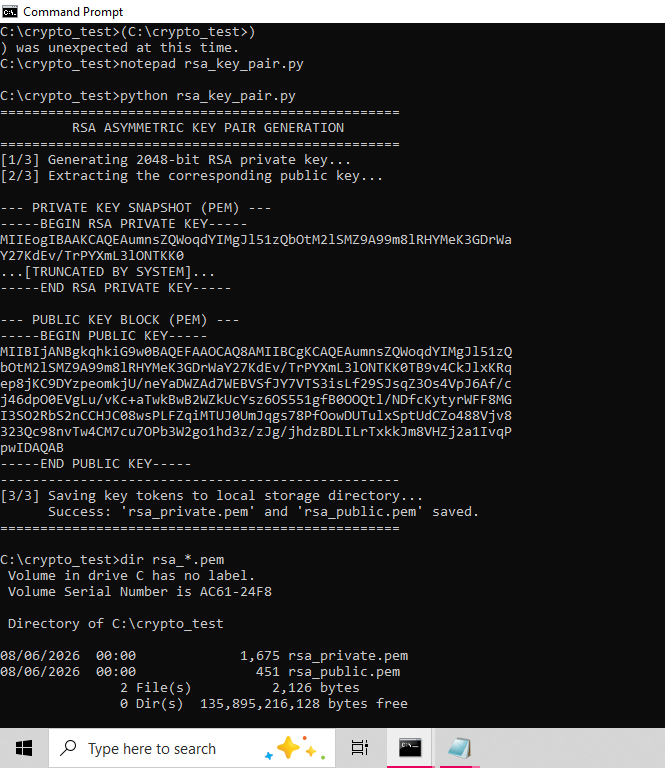 Command Prompt
C:\crypto_test>(C:\crypto_test>)
) was unexpected at this time.
C:\crypto_test>notepad rsa_key_pair.py
C:\crypto_test>python rsa_key_pair.py
==================================================
RSA ASYMMETRIC KEY PAIR GENERATION
==================================================
[1/3] Generating 2048-bit RSA private key...
[2/3] Extracting the corresponding public key...
--- PRIVATE KEY SNAPSHOT (PEM) ---
-----BEGIN RSA PRIVATE KEY-----
MIIEogIBAAKCAQEAumnsZQWoqdYIMgJl51zQbOtM2lSMZ9A99m8lRHYMeK3GDrWa
Y27KdEv/TrPYXmL3lONTKK0
...[TRUNCATED BY SYSTEM]...
-----END RSA PRIVATE KEY-----
--- PUBLIC KEY BLOCK (PEM) ---
-----BEGIN PUBLIC KEY-----
MIIBIjANBgkqhkiG9w0BAQEFAAOCAQ8AMIIBCgKCAQEAumnsZQWoqdYIMgJl51zQ
bOtM2lSMZ9A99m8lRHYMeK3GDrWaY27KdEv/TrPYXmL3lONTKK0TB9v4CkJlxKRq
ep8jKC9DYzpeomkjU/neYaDWZAd7WEBVSfJY7VTS3isLf29SJsqZ3Os4VpJ6Af/c
j46dpO0EVgLu/vKc+aTwkBwB2WZkUcYsz6OS551gfB0OOQtl/NDfcKytyrWFF8MG
I3SO2RbS2nCCHJC08wsPLFZqiMTUJ0UmJqgs78PfOowDUTulxSptUdCZo488Vjv8
323Qc98nvTw4CM7cu7OPb3W2go1hd3z/zJg/jhdzBDLILrTxkkJm8VHZj2a1IvqP
pwIDAQAB
-----END PUBLIC KEY-----
--------------------------------------------------
[3/3] Saving key tokens to local storage directory...
Success: 'rsa_private.pem' and 'rsa_public.pem' saved.
==================================================
C:\crypto_test>dir rsa_*.pem
Volume in drive C has no label.
Volume Serial Number is AC61-24F8
Directory of C:\crypto_test
08/06/2026  00:00             1,675 rsa_private.pem
08/06/2026  00:00               451 rsa_public.pem
2 File(s)          2,126 bytes
0 Dir(s)  135,895,216,128 bytes free
Type here to search